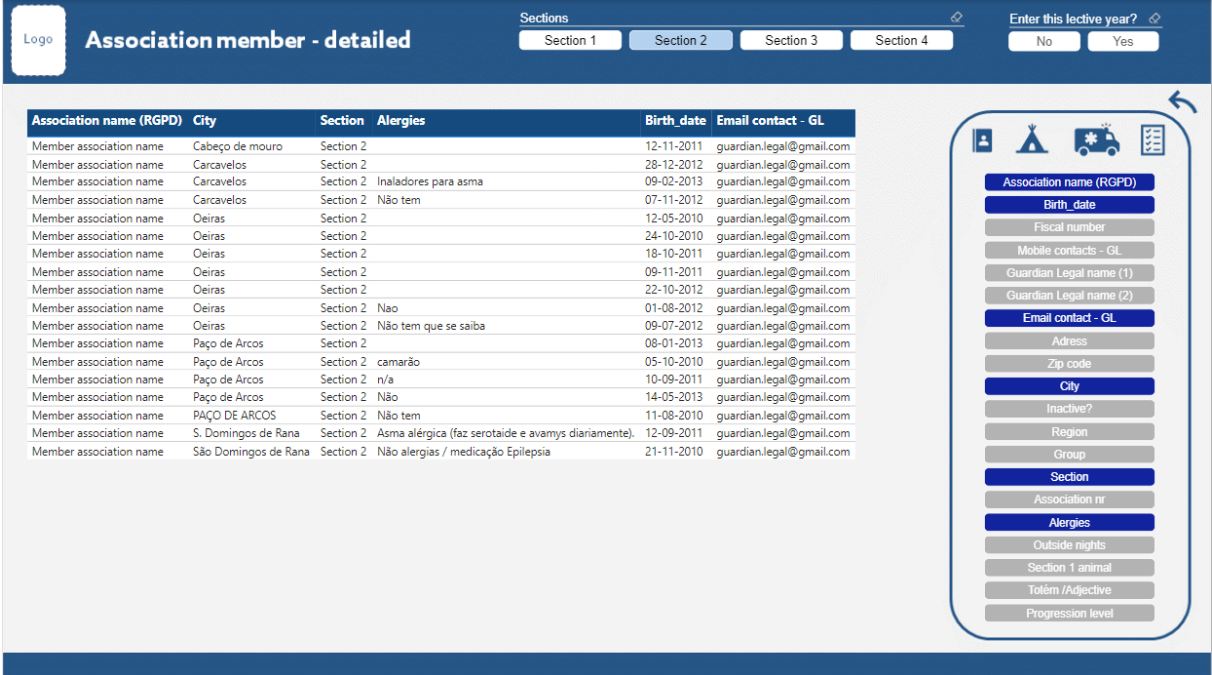 Logo
Association member - detailed
Sections
Section 1 Section 2 Section 3 Section 4
Enter this lective year?
No Yes
Association name (RGPD) City Section Alergies Birth_date Email contact - GL
Member association name Cabeço de mouro Section 2 12-11-2011 guardian.legal@gmail.com
Member association name Carcavelos Section 2 28-12-2012 guardian.legal@gmail.com
Member association name Carcavelos Section 2 Inaladores para asma 09-02-2013 guardian.legal@gmail.com
Member association name Carcavelos Section 2 Não tem 07-11-2012 guardian.legal@gmail.com
Member association name Oeiras Section 2 12-05-2010 guardian.legal@gmail.com
Member association name Oeiras Section 2 24-10-2010 guardian.legal@gmail.com
Member association name Oeiras Section 2 18-10-2011 guardian.legal@gmail.com
Member association name Oeiras Section 2 09-11-2011 guardian.legal@gmail.com
Member association name Oeiras Section 2 22-10-2012 guardian.legal@gmail.com
Member association name Oeiras Section 2 Nao 01-08-2012 guardian.legal@gmail.com
Member association name Oeiras Section 2 Não tem que se saiba 09-07-2012 guardian.legal@gmail.com
Member association name Paço de Arcos Section 2 08-01-2013 guardian.legal@gmail.com
Member association name Paço de Arcos Section 2 camarão 05-10-2010 guardian.legal@gmail.com
Member association name Paço de Arcos Section 2 n/a 10-09-2011 guardian.legal@gmail.com
Member association name Paço de Arcos Section 2 Não 14-05-2013 guardian.legal@gmail.com
Member association name PAÇO DE ARCOS Section 2 Não tem 11-08-2010 guardian.legal@gmail.com
Member association name S. Domingos de Rana Section 2 Asma alérgica (faz serotaide e avamys diariamente). 12-09-2011 guardian.legal@gmail.com
Member association name São Domingos de Rana Section 2 Não alergias / medicação Epilepsia 21-11-2010 guardian.legal@gmail.com
Association name (RGPD)
Birth_date
Fiscal number
Mobile contacts - GL
Guardian Legal name (1)
Guardian Legal name (2)
Email contact - GL
Adress
Zip code
City
Inactive?
Region
Group
Section
Association nr
Alergies
Outside nights
Section 1 animal
Totém /Adjective
Progression level